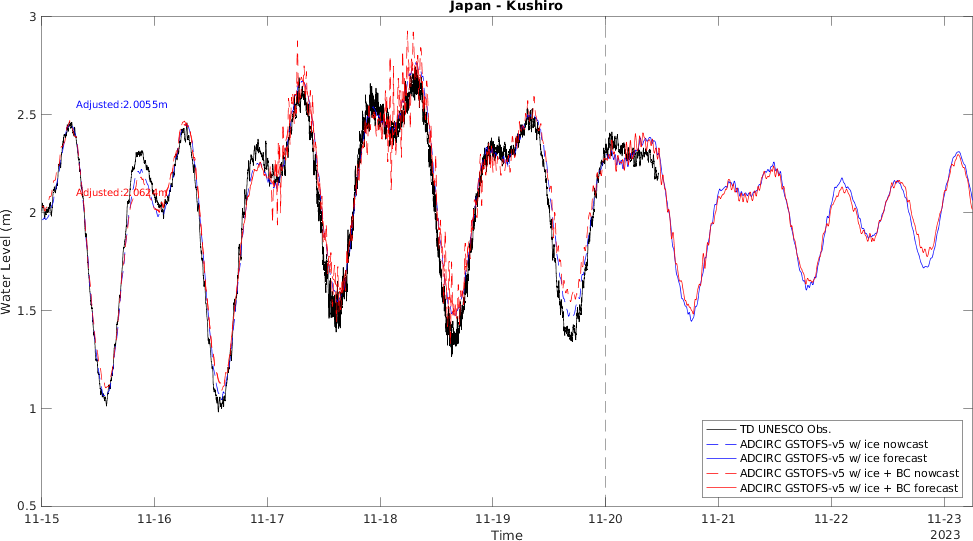 Japan - Kushiro
3
2.5
2
1.5
1
0.5
Water Level (m)
Adjusted:2.0055m
Adjusted:2.0624m
TD UNESCO Obs.
ADCIRC GSTOFS-v5 w/ ice nowcast
ADCIRC GSTOFS-v5 w/ ice forecast
ADCIRC GSTOFS-v5 w/ ice + BC nowcast
ADCIRC GSTOFS-v5 w/ ice + BC forecast
11-15 11-16 11-17 11-18 11-19 11-20 11-21 11-22 11-23
Time
2023